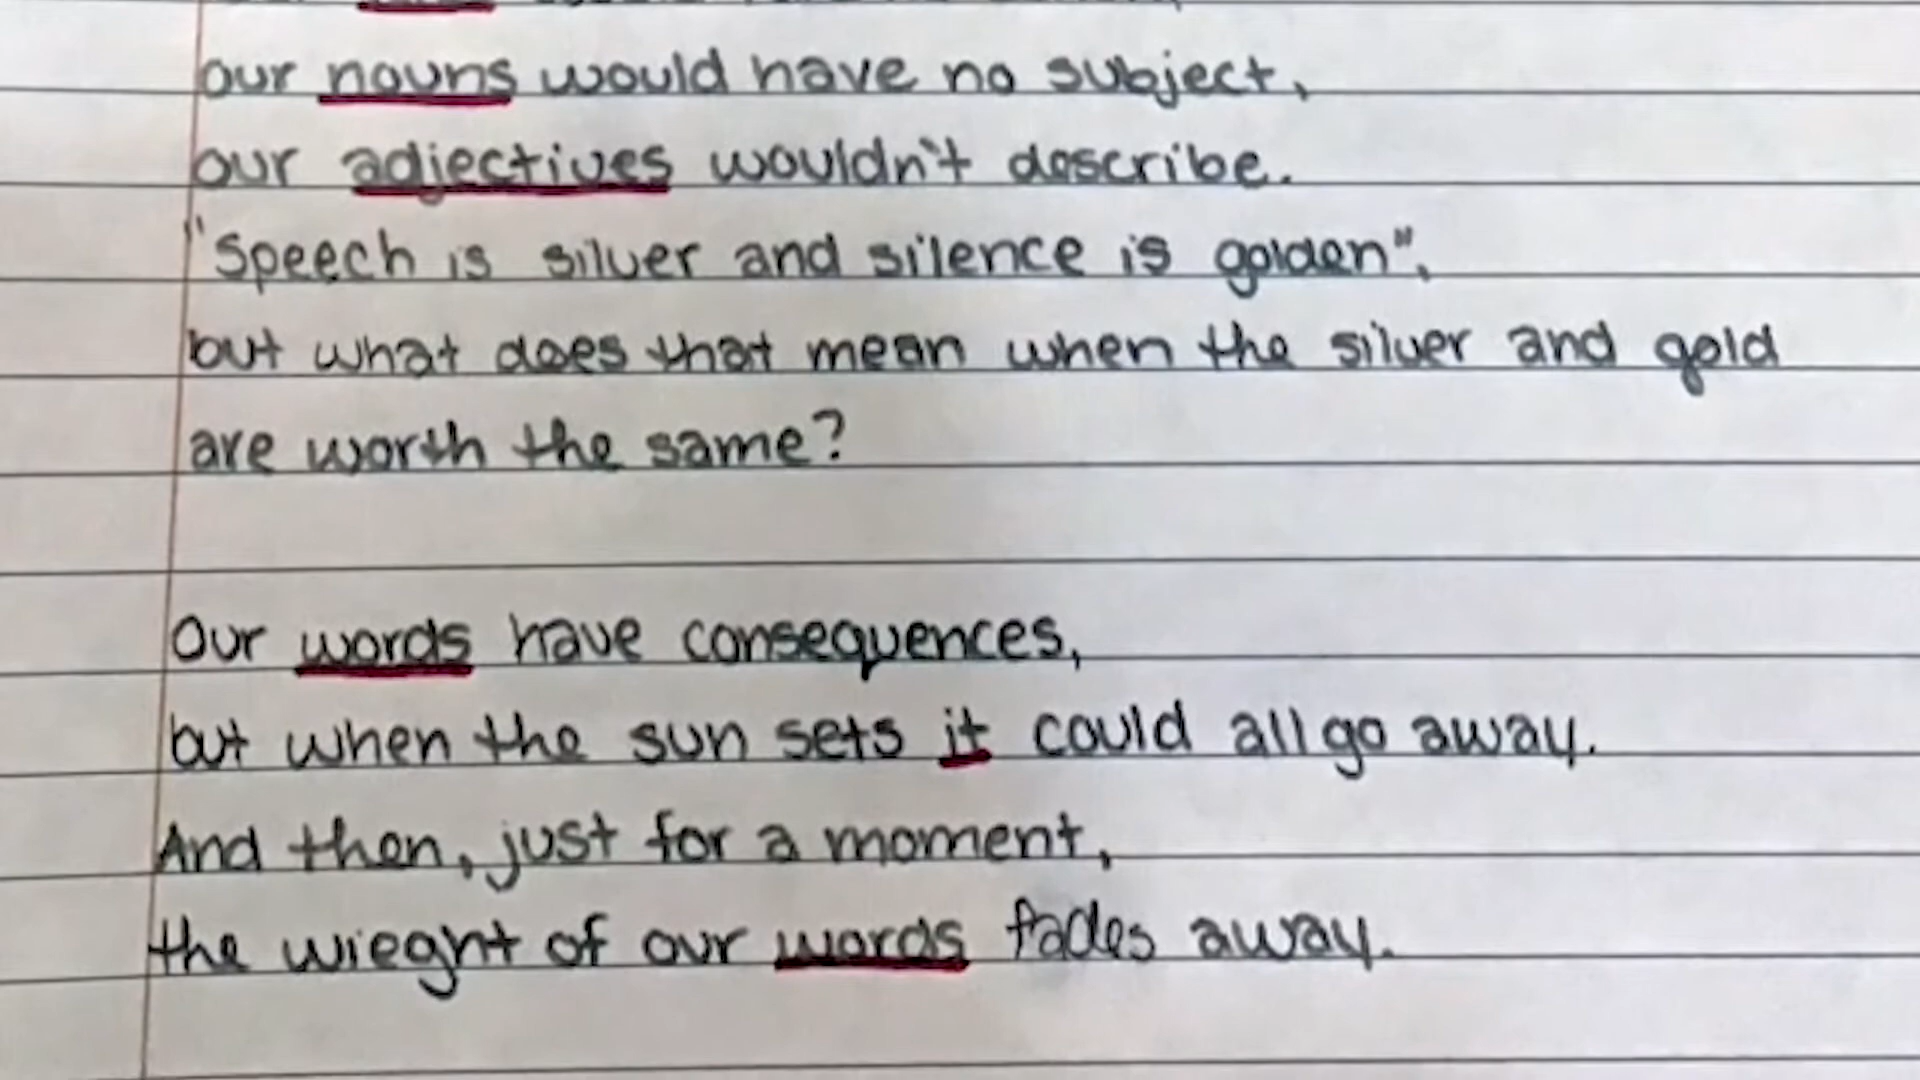 our nouns would have no subject,
our adjectives wouldn't describe.
"Speech is silver and silence is golden",
but what does that mean when the silver and gold
are worth the same?
Our words have consequences,
but when the sun sets it could all go away.
And then, just for a moment,
the wieght of our words fades away.